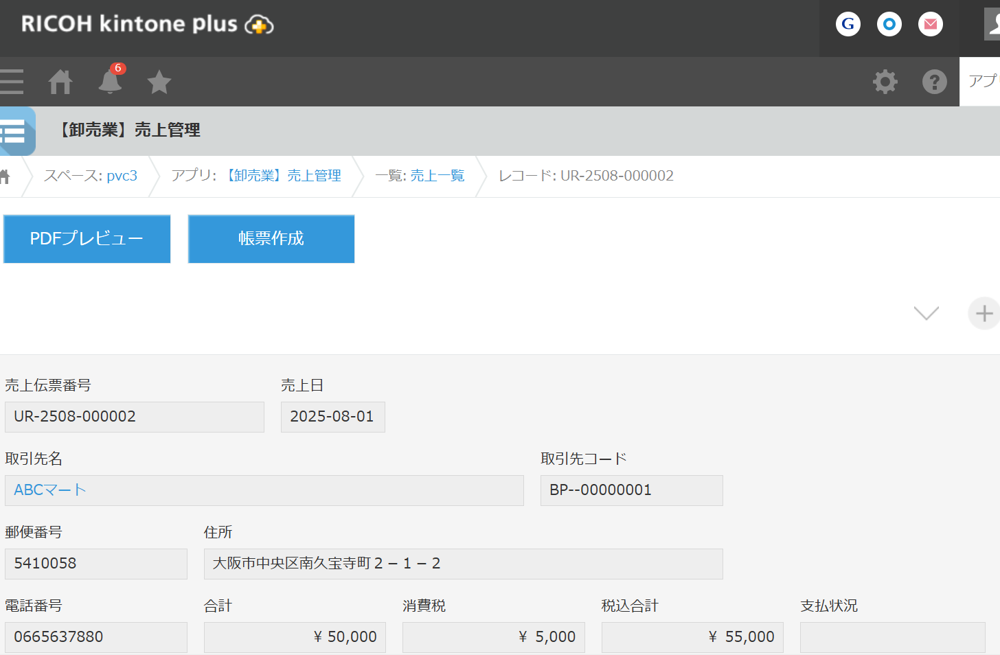 RICOH kintone plus
G
6
?
アプ
【卸売業】売上管理
スペース: pvc3
アプリ: 【卸売業】売上管理
一覧: 売上一覧
レコード: UR-2508-000002
PDFプレビュー
帳票作成
売上伝票番号
売上日
UR-2508-000002
2025-08-01
取引先名
取引先コード
ABCマート
BP--00000001
郵便番号
住所
5410058
大阪市中央区南久宝寺町２－１－２
電話番号
合計
消費税
税込合計
支払状況
0665637880
¥ 50,000
¥ 5,000
¥ 55,000